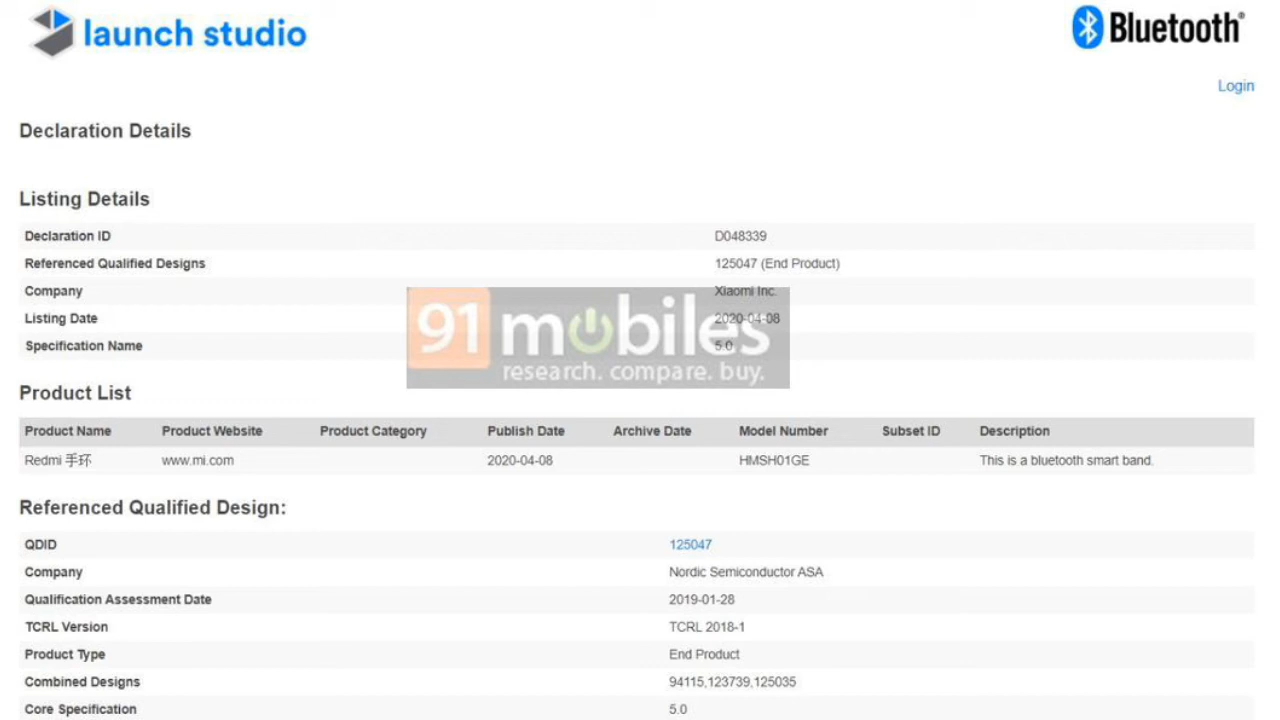 launch studio
Bluetooth®
Login
Declaration Details
Listing Details
Declaration ID D048339
Referenced Qualified Designs 125047 (End Product)
Company Xiaomi Inc.
Listing Date 2020-04-08
Specification Name 5.0
91mobiles
research. compare. buy.
Product List
Product Name Product Website Product Category Publish Date Archive Date Model Number Subset ID Description
Redmi 手环 www.mi.com 2020-04-08 HMSH01GE This is a bluetooth smart band.
Referenced Qualified Design:
QDID 125047
Company Nordic Semiconductor ASA
Qualification Assessment Date 2019-01-28
TCRL Version TCRL 2018-1
Product Type End Product
Combined Designs 94115,123739,125035
Core Specification 5.0